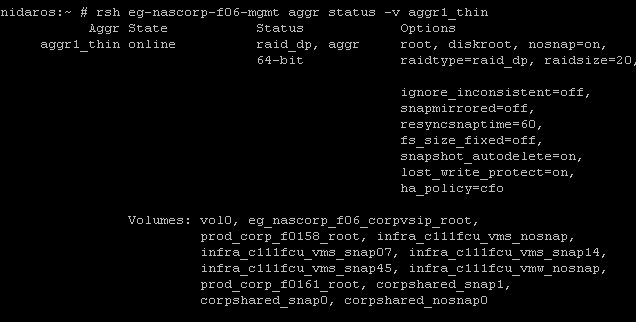 nidaros:~ # rsh eg-nascorp-f06-mgmt aggr status -v aggr1_thin
Aggr State Status Options
aggr1_thin online raid_dp, aggr root, diskroot, nosnap=on,
64-bit raidtype=raid_dp, raidsize=20,
ignore_inconsistent=off,
snapmirrored=off,
resyncsnaptime=60,
fs_size_fixed=off,
snapshot_autodelete=on,
lost_write_protect=on,
ha_policy=cfo
Volumes: vol0, eg_nascorp_f06_corpvsip_root,
prod_corp_f0158_root, infra_c111fcu_vms_nosnap,
infra_c111fcu_vms_snap07, infra_c111fcu_vms_snap14,
infra_c111fcu_vms_snap45, infra_c111fcu_vmw_nosnap,
prod_corp_f0161_root, corpshared_snap1,
corpshared_snap0, corpshared_nosnap0